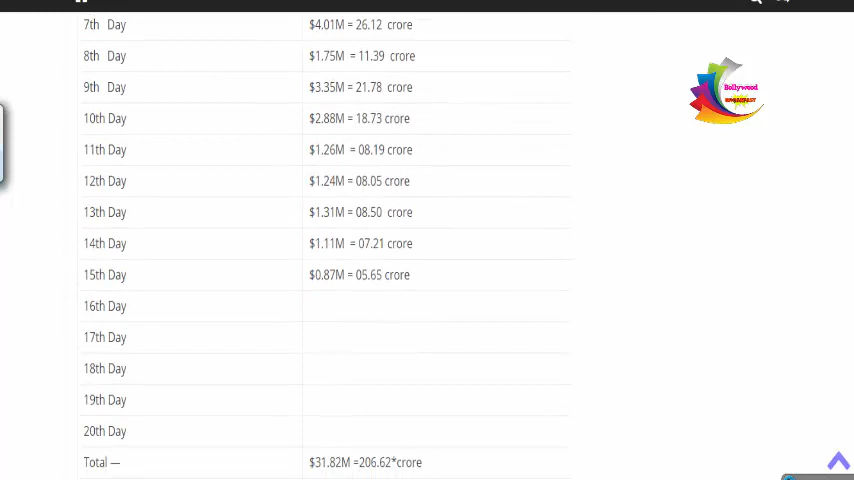 7th Day $4.01M = 26.12 crore
8th Day $1.75M = 11.39 crore
9th Day $3.35M = 21.78 crore
10th Day $2.88M = 18.73 crore
11th Day $1.26M = 08.19 crore
12th Day $1.24M = 08.05 crore
13th Day $1.31M = 08.50 crore
14th Day $1.11M = 07.21 crore
15th Day $0.87M = 05.65 crore
16th Day
17th Day
18th Day
19th Day
20th Day
Total — $31.82M =206.62*crore
Bollywood